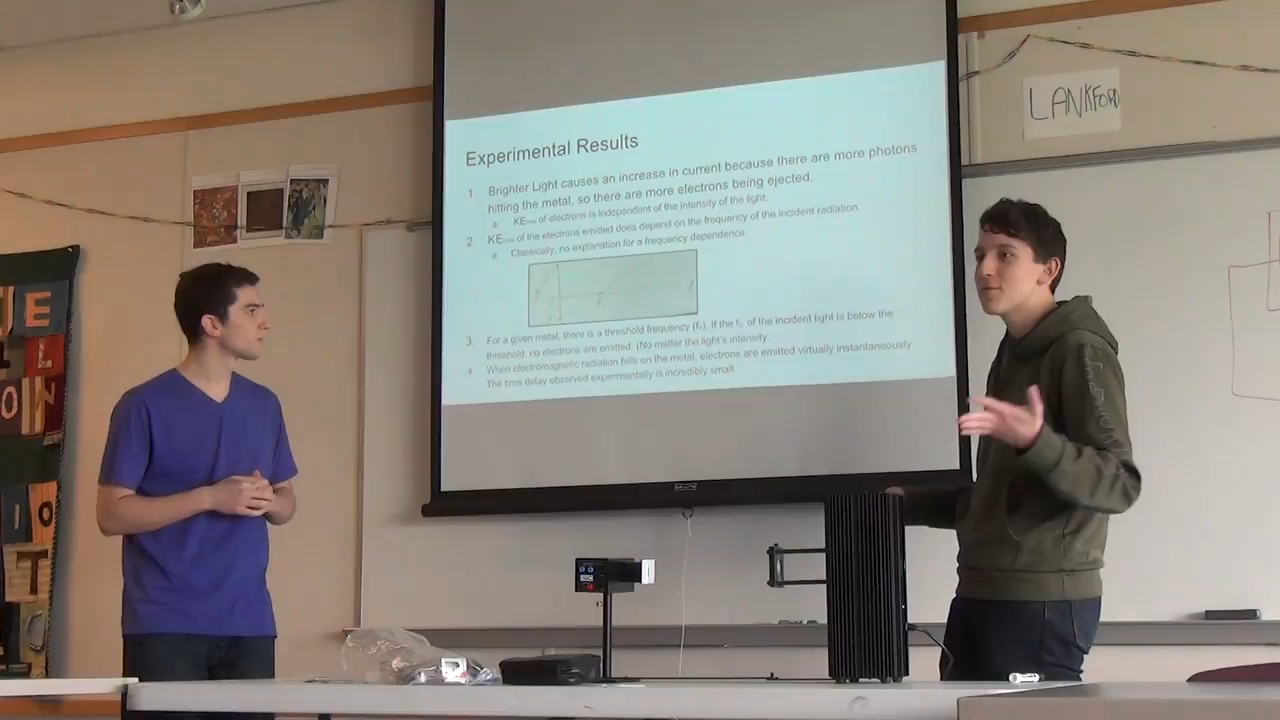 LANKFORD
Experimental Results
1. Brighter Light causes an increase in current because there are more photons
hitting the metal, so there are more electrons being ejected.
a. KEmax of electrons is independent of the intensity of the light.
2. KEmax of the electrons emitted does depend on the frequency of the incident radiation.
a. Classically, no explanation for a frequency dependence.
3. For a given metal, there is a threshold frequency (f₀). If the f₀ of the incident light is below the
threshold, no electrons are emitted. (No matter the light's intensity.
4. When electromagnetic radiation falls on the metal, electrons are emitted virtually instantaneously.
The time delay observed experimentally is incredibly small.
E
L
O
IN
IO
T